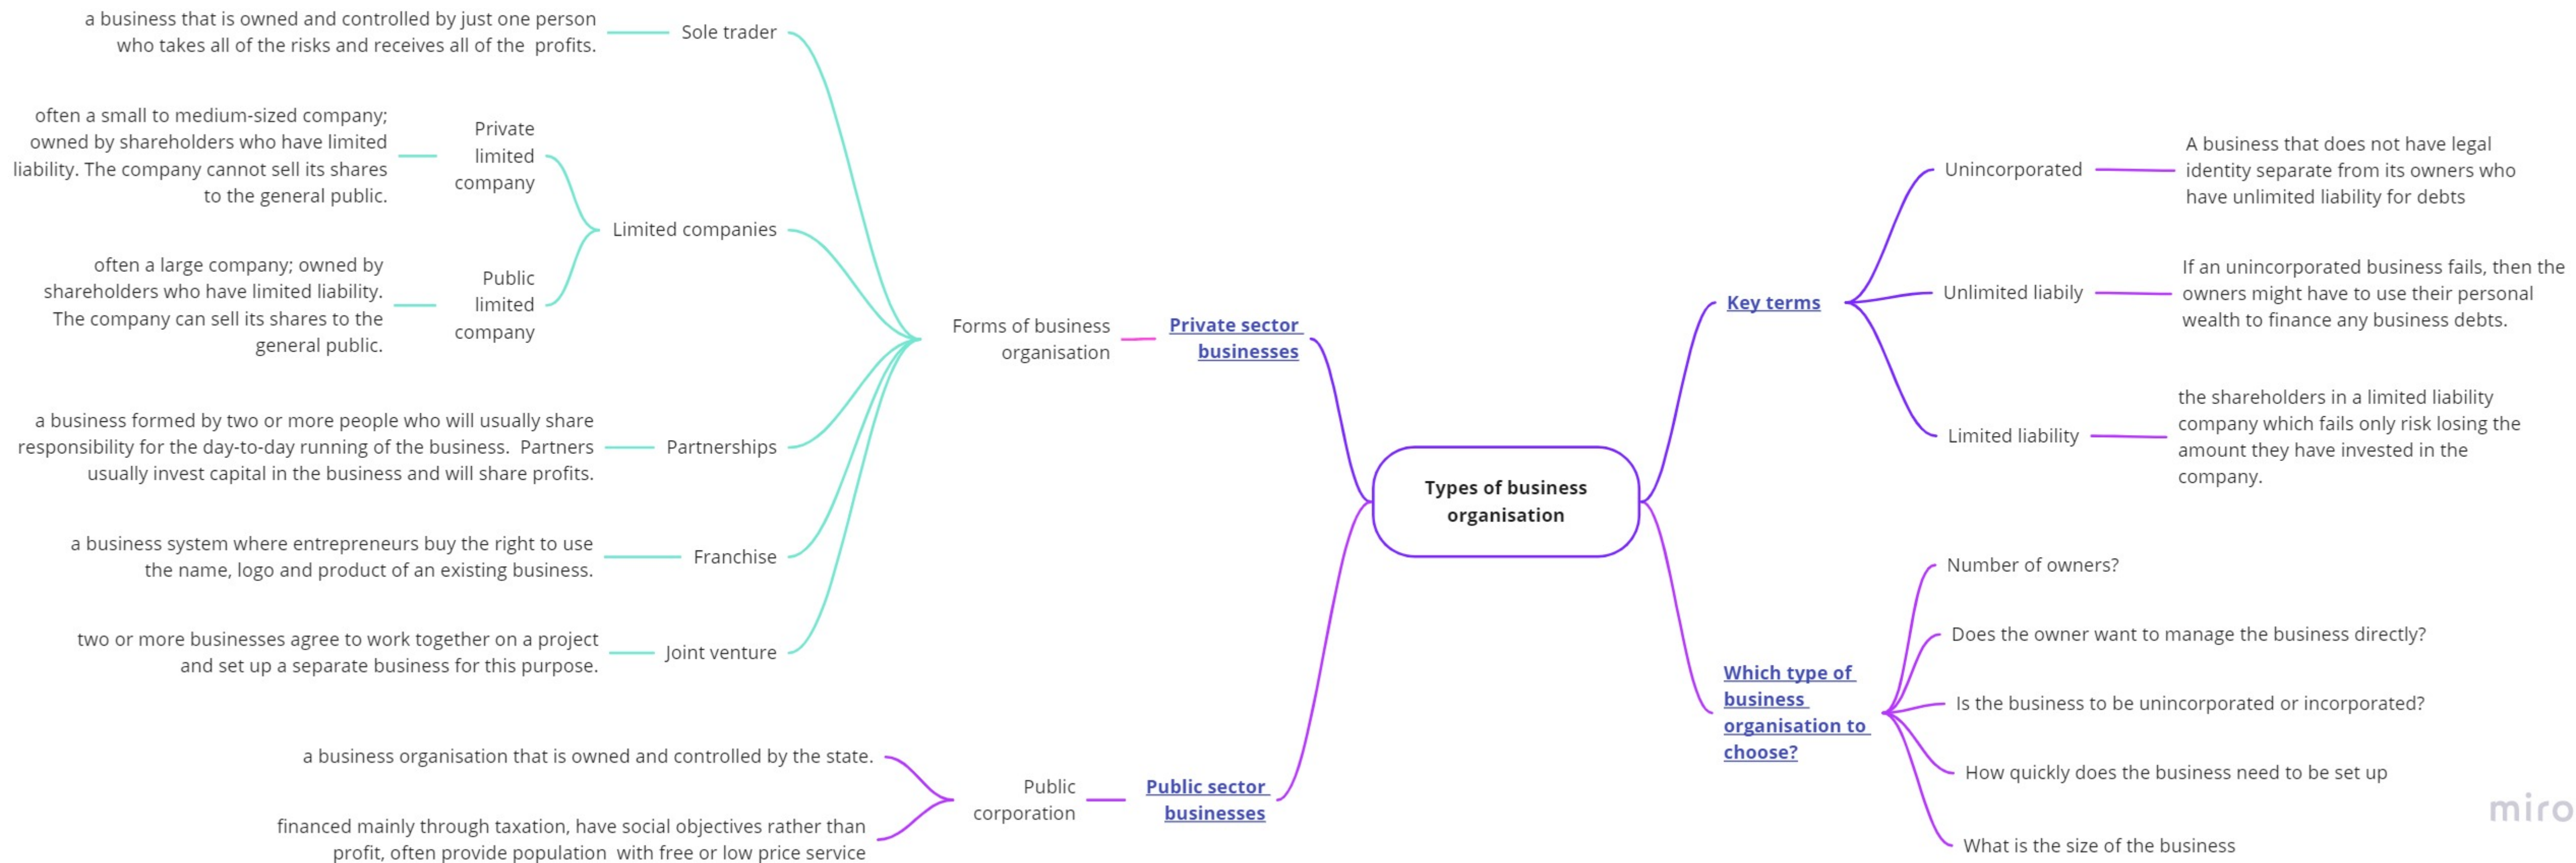 a business that is owned and controlled by just one person
who takes all of the risks and receives all of the  profits.
Sole trader
often a small to medium-sized company;
owned by shareholders who have limited
liability. The company cannot sell its shares
to the general public.
Private
limited
company
Limited companies
often a large company; owned by
shareholders who have limited liability.
The company can sell its shares to the
general public.
Public
limited
company
a business formed by two or more people who will usually share
responsibility for the day-to-day running of the business.  Partners
usually invest capital in the business and will share profits.
Partnerships
a business system where entrepreneurs buy the right to use
the name, logo and product of an existing business.
Franchise
two or more businesses agree to work together on a project
and set up a separate business for this purpose.
Joint venture
Forms of business
organisation
Private sector
businesses
a business organisation that is owned and controlled by the state.
financed mainly through taxation, have social objectives rather than
profit, often provide population  with free or low price service
Public
corporation
Public sector
businesses
Types of business
organisation
Key terms
Unincorporated
A business that does not have legal
identity separate from its owners who
have unlimited liability for debts
Unlimited liabily
If an unincorporated business fails, then the
owners might have to use their personal
wealth to finance any business debts.
Limited liability
the shareholders in a limited liability
company which fails only risk losing the
amount they have invested in the
company.
Which type of
business
organisation to
choose?
Number of owners?
Does the owner want to manage the business directly?
Is the business to be unincorporated or incorporated?
How quickly does the business need to be set up
What is the size of the business
miro